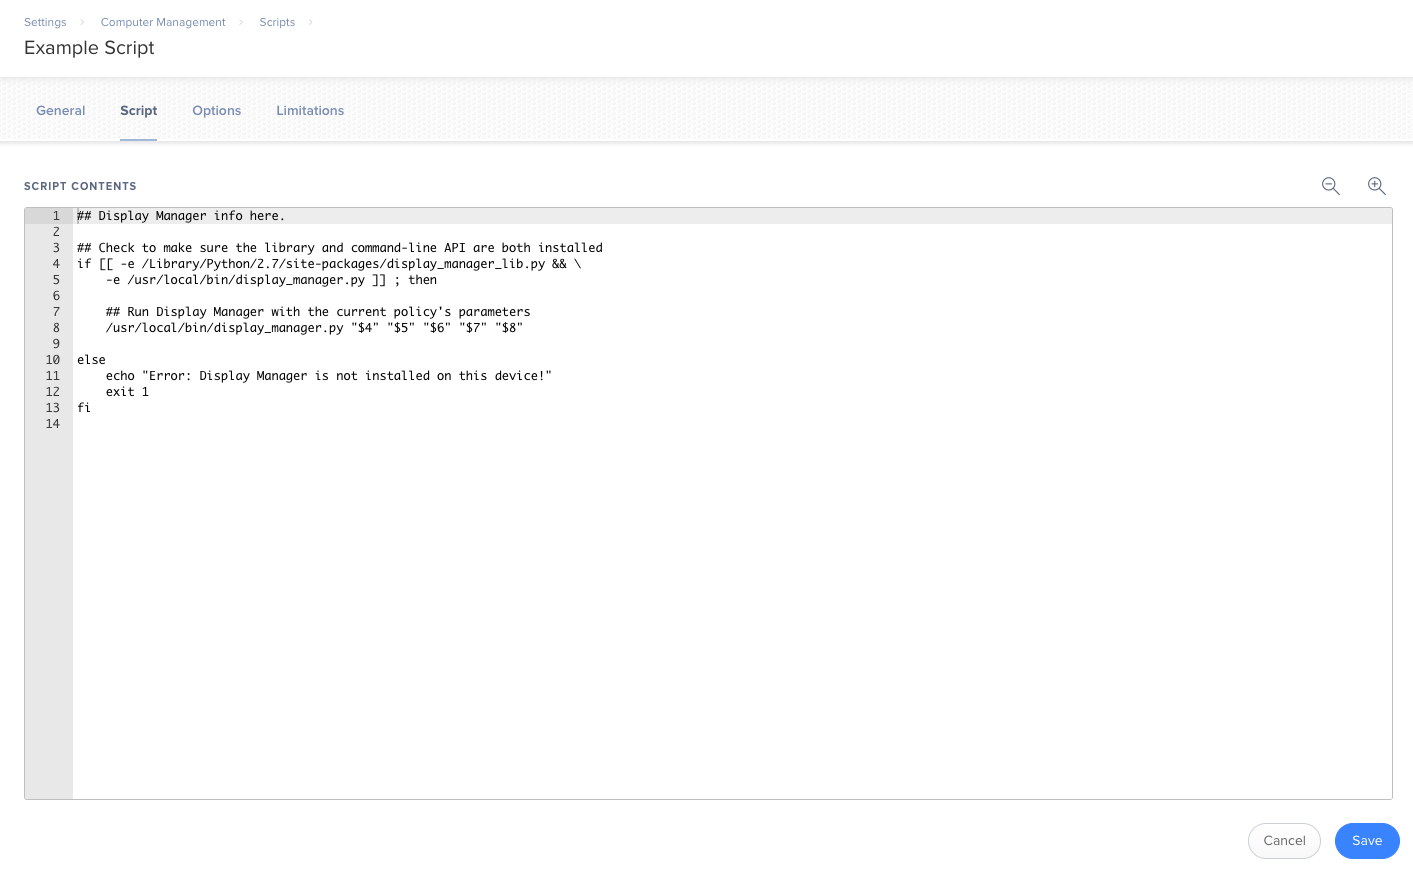 Settings > Computer Management > Scripts >
Example Script
General Script Options Limitations
SCRIPT CONTENTS
1 ## Display Manager info here.
2
3 ## Check to make sure the library and command-line API are both installed
4 if [[ -e /Library/Python/2.7/site-packages/display_manager_lib.py && \
5     -e /usr/local/bin/display_manager.py ]] ; then
6
7     ## Run Display Manager with the current policy's parameters
8     /usr/local/bin/display_manager.py "$4" "$5" "$6" "$7" "$8"
9
10 else
11     echo "Error: Display Manager is not installed on this device!"
12     exit 1
13 fi
14
Cancel Save